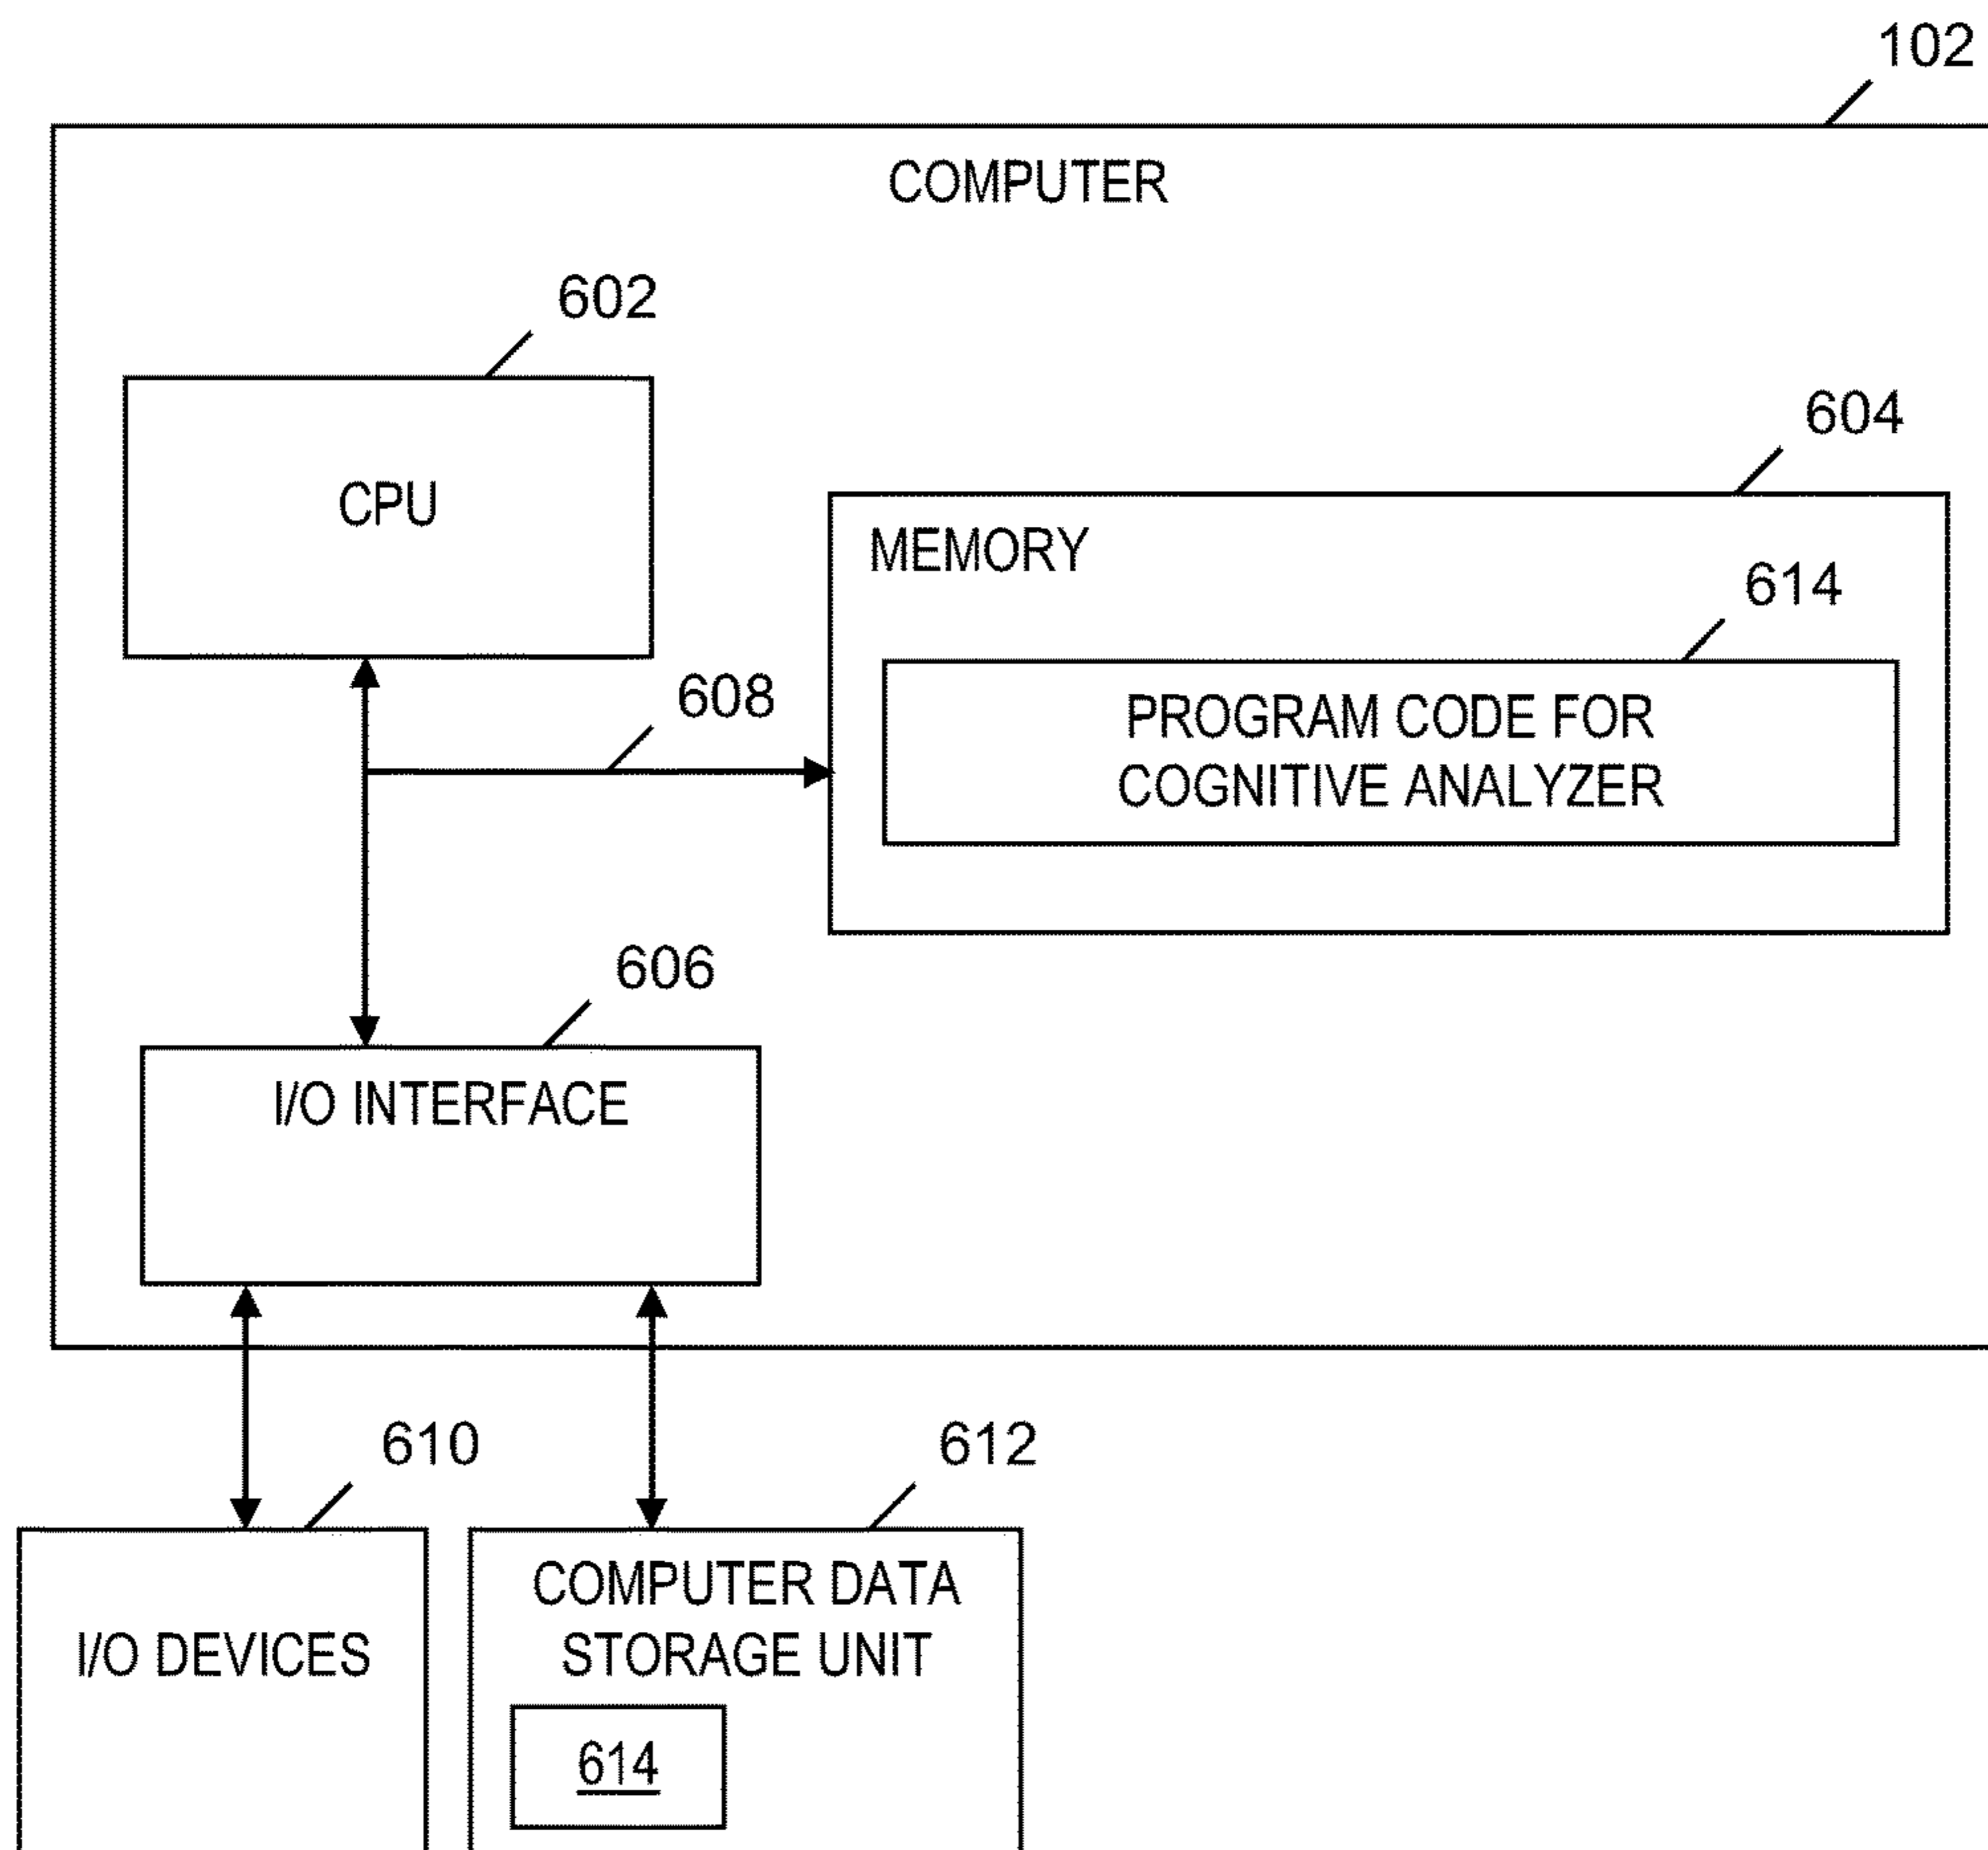 102
COMPUTER
602
CPU
604
MEMORY
614
PROGRAM CODE FOR
COGNITIVE ANALYZER
608
606
I/O INTERFACE
610
612
I/O DEVICES
COMPUTER DATA
STORAGE UNIT
614